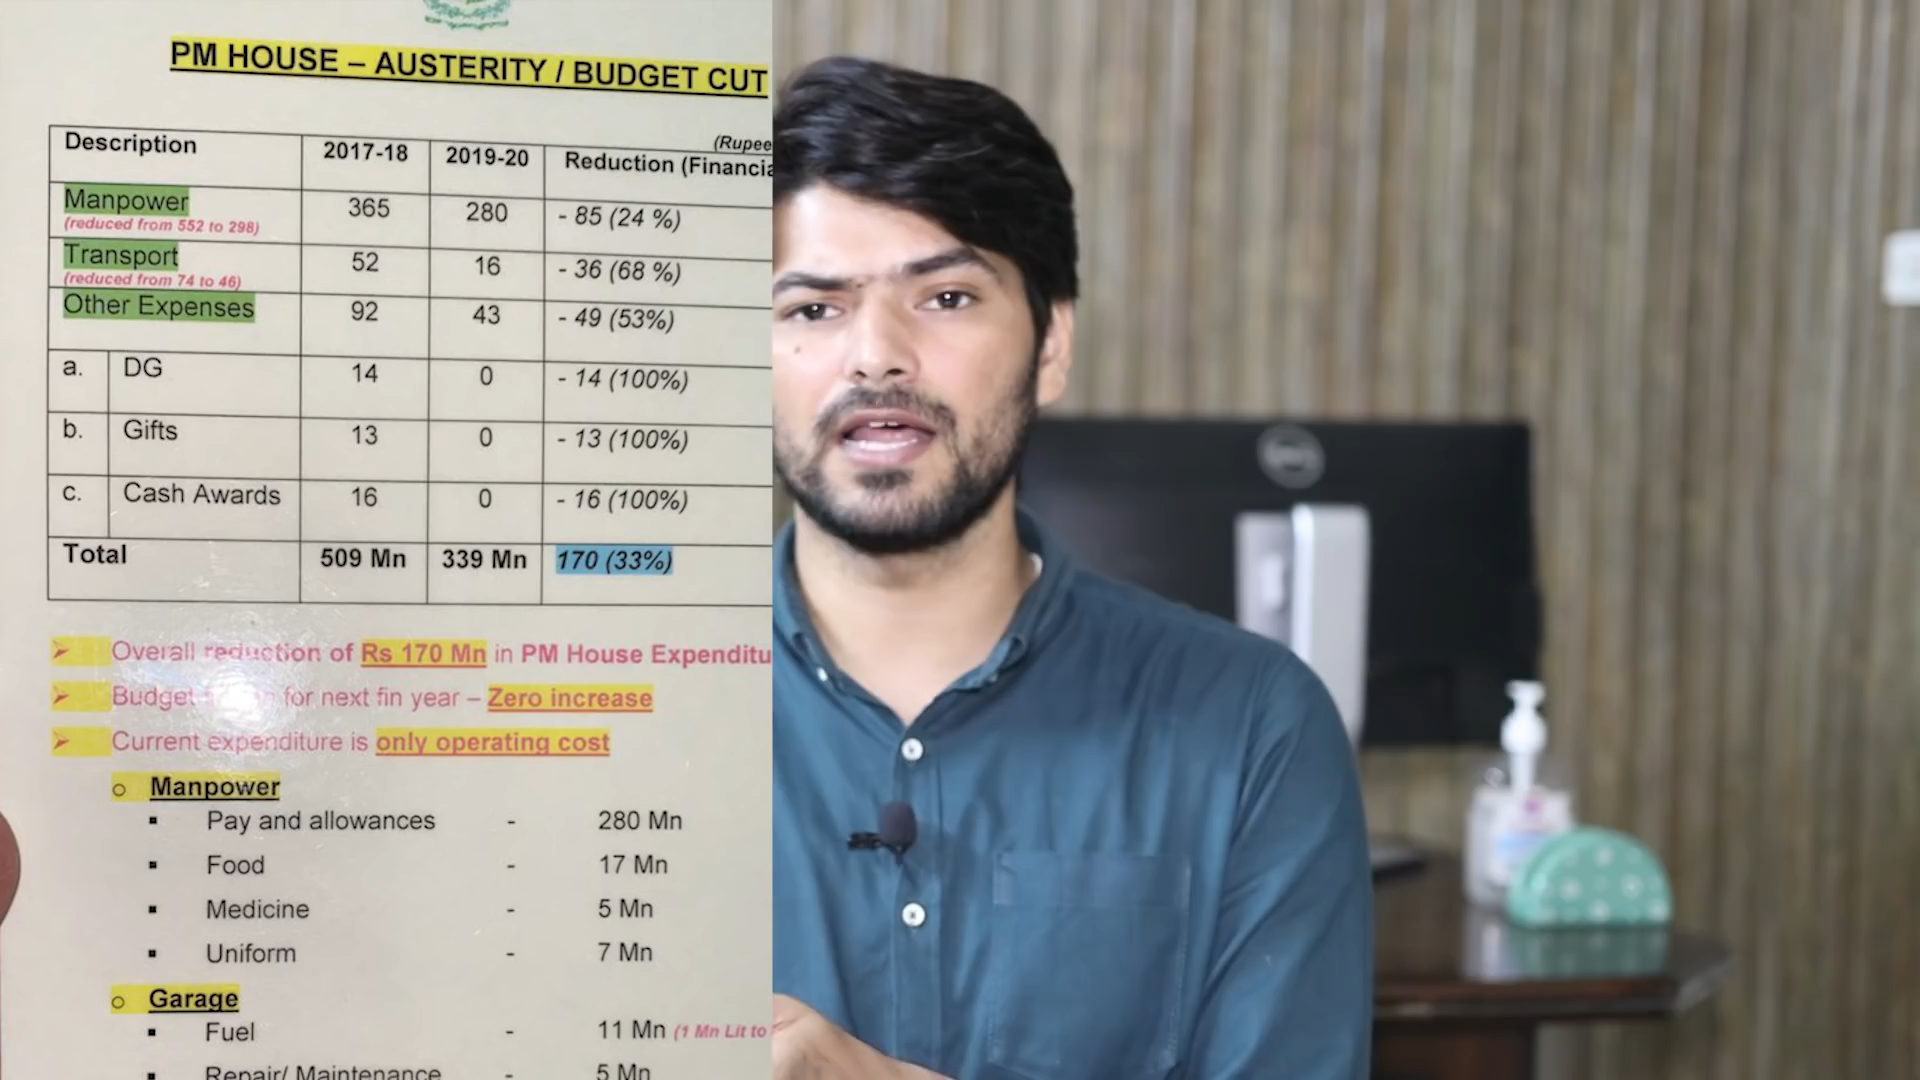 PM HOUSE – AUSTERITY / BUDGET CUT
(Rupee
Description 2017-18 2019-20 Reduction (Financia
Manpower 365 280 - 85 (24 %)
(reduced from 552 to 298)
Transport 52 16 - 36 (68 %)
(reduced from 74 to 46)
Other Expenses 92 43 - 49 (53%)
a. DG 14 0 - 14 (100%)
b. Gifts 13 0 - 13 (100%)
c. Cash Awards 16 0 - 16 (100%)
Total 509 Mn 339 Mn 170 (33%)
Overall reduction of Rs 170 Mn in PM House Expenditu
Budget for next fin year – Zero increase
Current expenditure is only operating cost
Manpower
Pay and allowances - 280 Mn
Food - 17 Mn
Medicine - 5 Mn
Uniform - 7 Mn
Garage
Fuel - 11 Mn (1 Mn Lit to
Repair/ Maintenance - 5 Mn
DELL